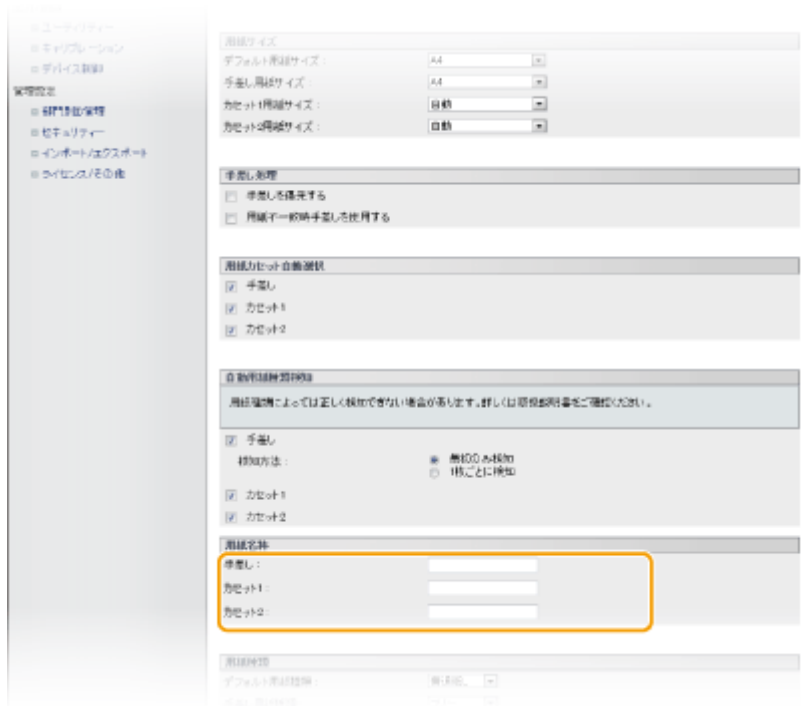 ユーティリティー
キャリブレーション
デバイス制御
管理設定
部門別ID管理
セキュリティー
インポート/エクスポート
ライセンス/その他
用紙サイズ
デフォルト用紙サイズ: A4
手差し用紙サイズ: A4
カセット1用紙サイズ: 自動
カセット2用紙サイズ: 自動
手差し処理
手差しを優先する
用紙不一致時手差しを使用する
用紙カセット自動選択
手差し
カセット1
カセット2
自動用紙種類検知
用紙種類によっては正しく検知できない場合があります。詳しくは取扱説明書をご確認ください。
手差し
検知方法: 最初のみ検知
1枚ごとに検知
カセット1
カセット2
用紙名称
手差し:
カセット1:
カセット2:
用紙種類
デフォルト用紙種類: 普通紙L